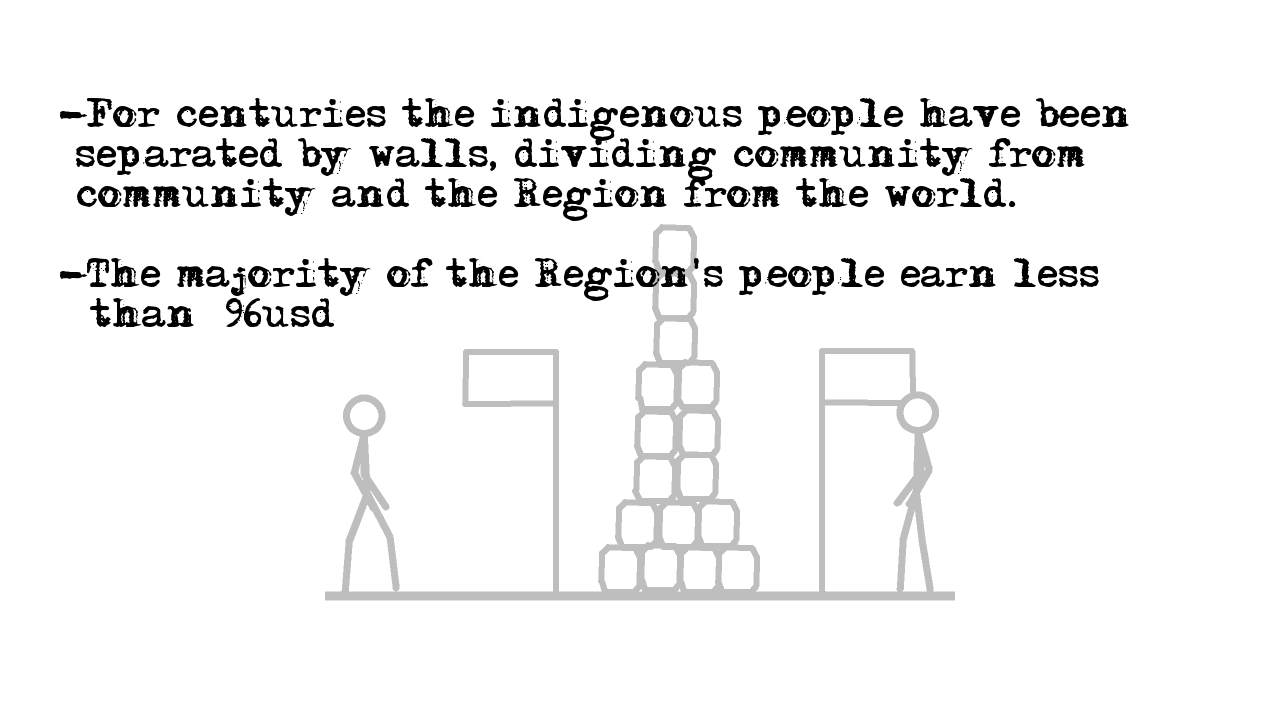 -For centuries the indigenous people have been
separated by walls, dividing community from
community and the Region from the world.
-The majority of the Region's people earn less
than 96usd